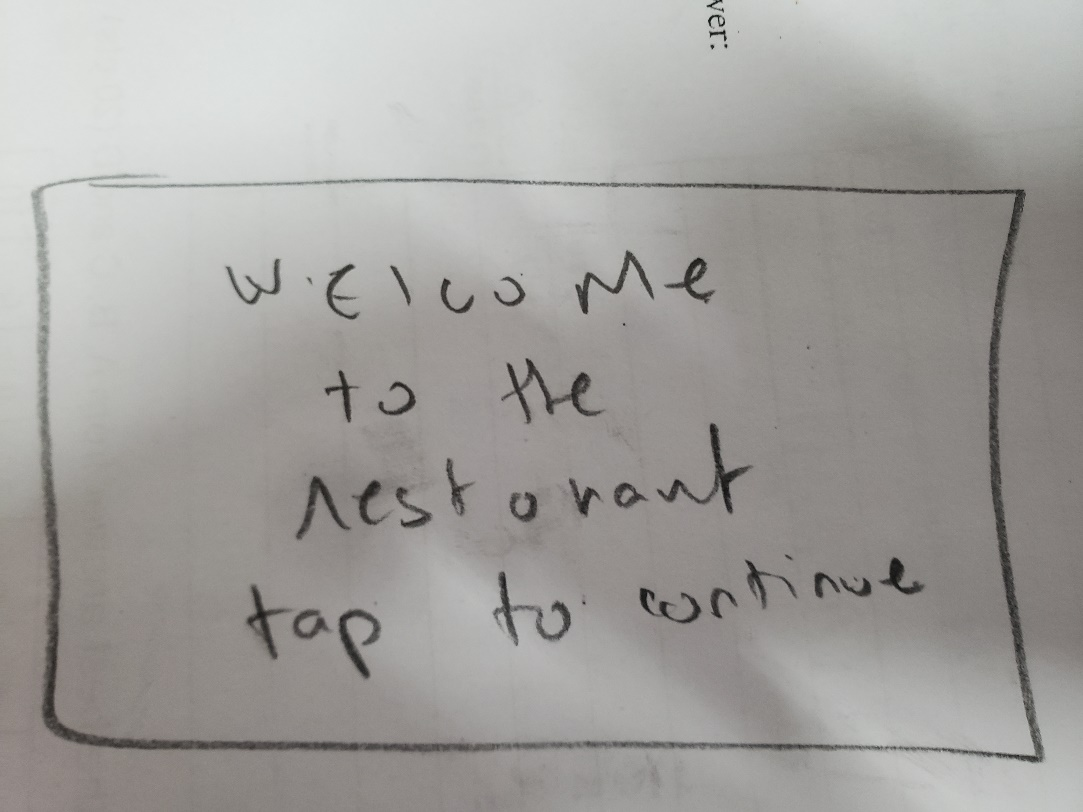 ver:
WElcoMe
to the
restorant
tap to continue